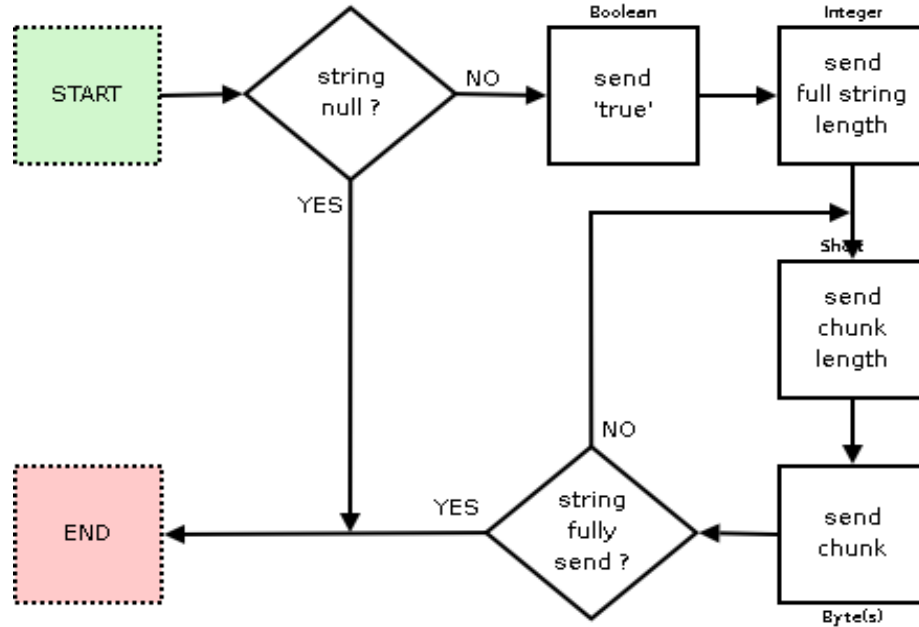 Boolean
Integer
START
string
null ?
NO
send
'true'
send
full string
length
YES
Short
send
chunk
length
NO
END
YES
string
fully
send ?
send
chunk
Byte(s)